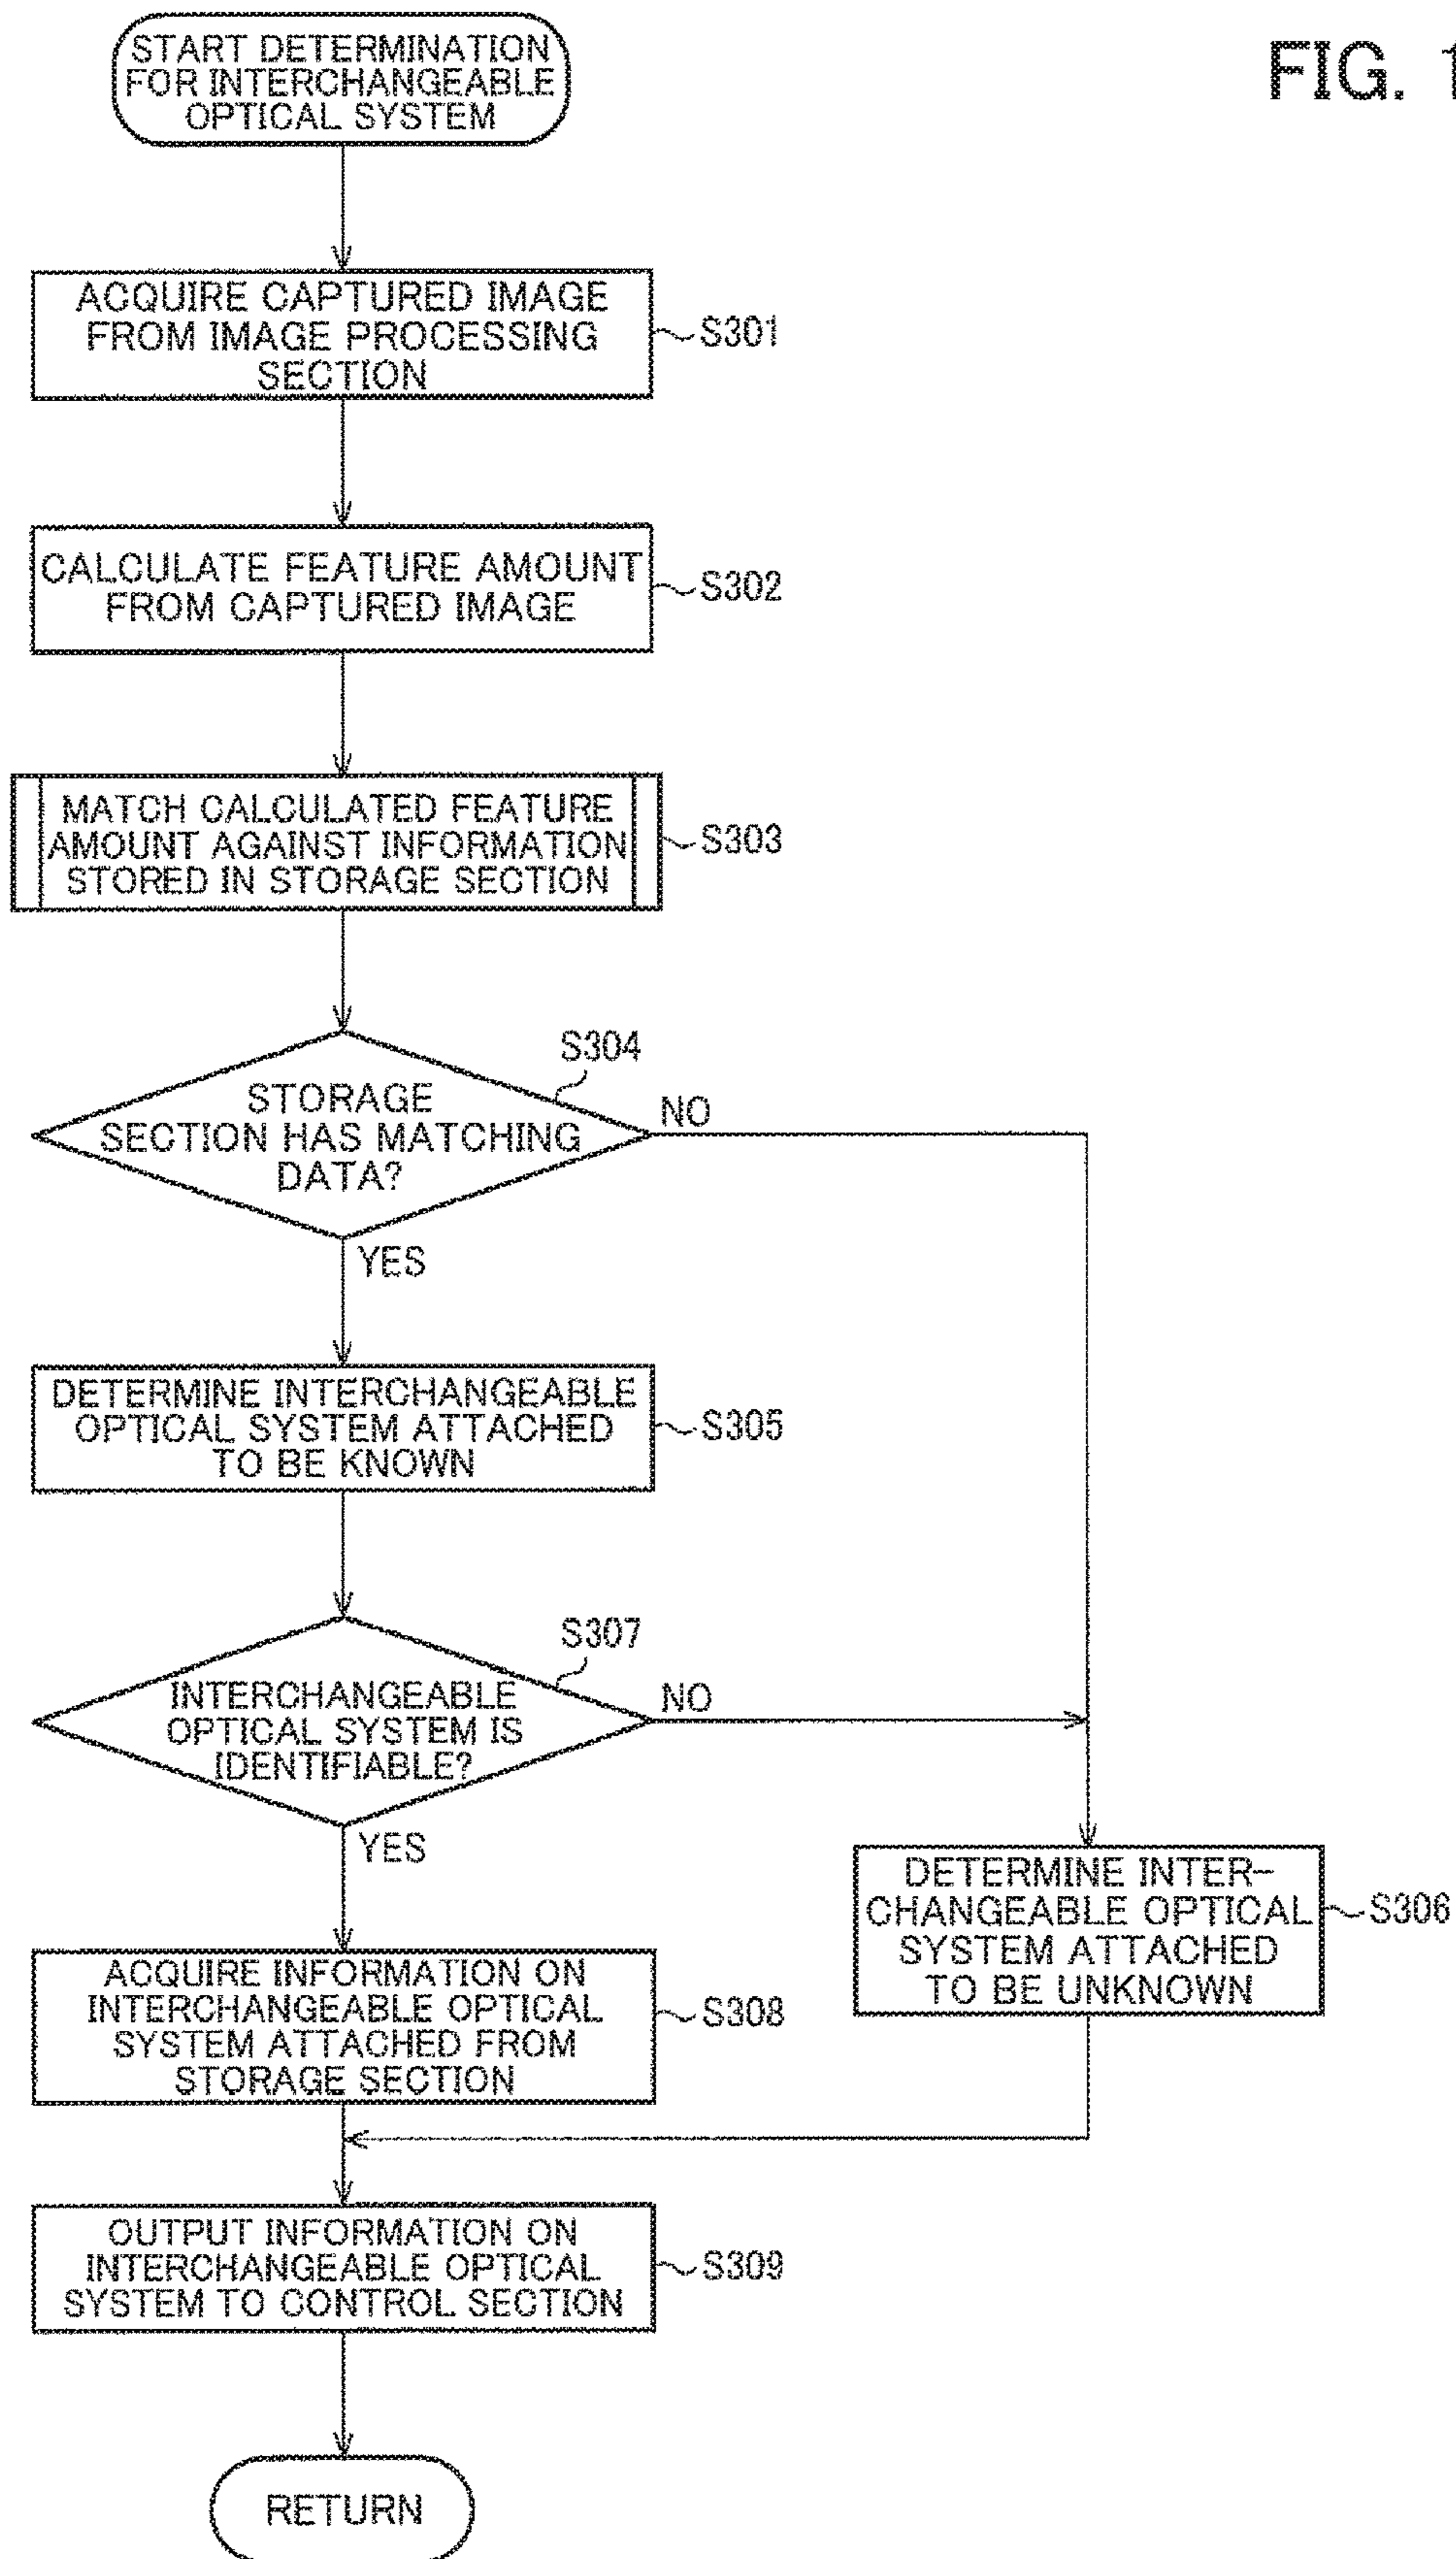 FIG. 1
START DETERMINATION
FOR INTERCHANGEABLE
OPTICAL SYSTEM
ACQUIRE CAPTURED IMAGE
FROM IMAGE PROCESSING
SECTION
S301
CALCULATE FEATURE AMOUNT
FROM CAPTURED IMAGE
S302
MATCH CALCULATED FEATURE
AMOUNT AGAINST INFORMATION
STORED IN STORAGE SECTION
S303
S304
STORAGE
SECTION HAS MATCHING
DATA?
NO
YES
DETERMINE INTERCHANGEABLE
OPTICAL SYSTEM ATTACHED
TO BE KNOWN
S305
S307
INTERCHANGEABLE
OPTICAL SYSTEM IS
IDENTIFIABLE?
NO
YES
DETERMINE INTER-
CHANGEABLE OPTICAL
SYSTEM ATTACHED
TO BE UNKNOWN
S306
ACQUIRE INFORMATION ON
INTERCHANGEABLE OPTICAL
SYSTEM ATTACHED FROM
STORAGE SECTION
S308
OUTPUT INFORMATION ON
INTERCHANGEABLE OPTICAL
SYSTEM TO CONTROL SECTION
S309
RETURN